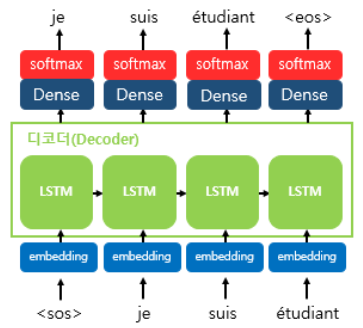 je suis étudiant <eos>
softmax softmax softmax softmax
Dense Dense Dense Dense
디코더(Decoder)
LSTM LSTM LSTM LSTM
embedding embedding embedding embedding
<sos> je suis étudiant